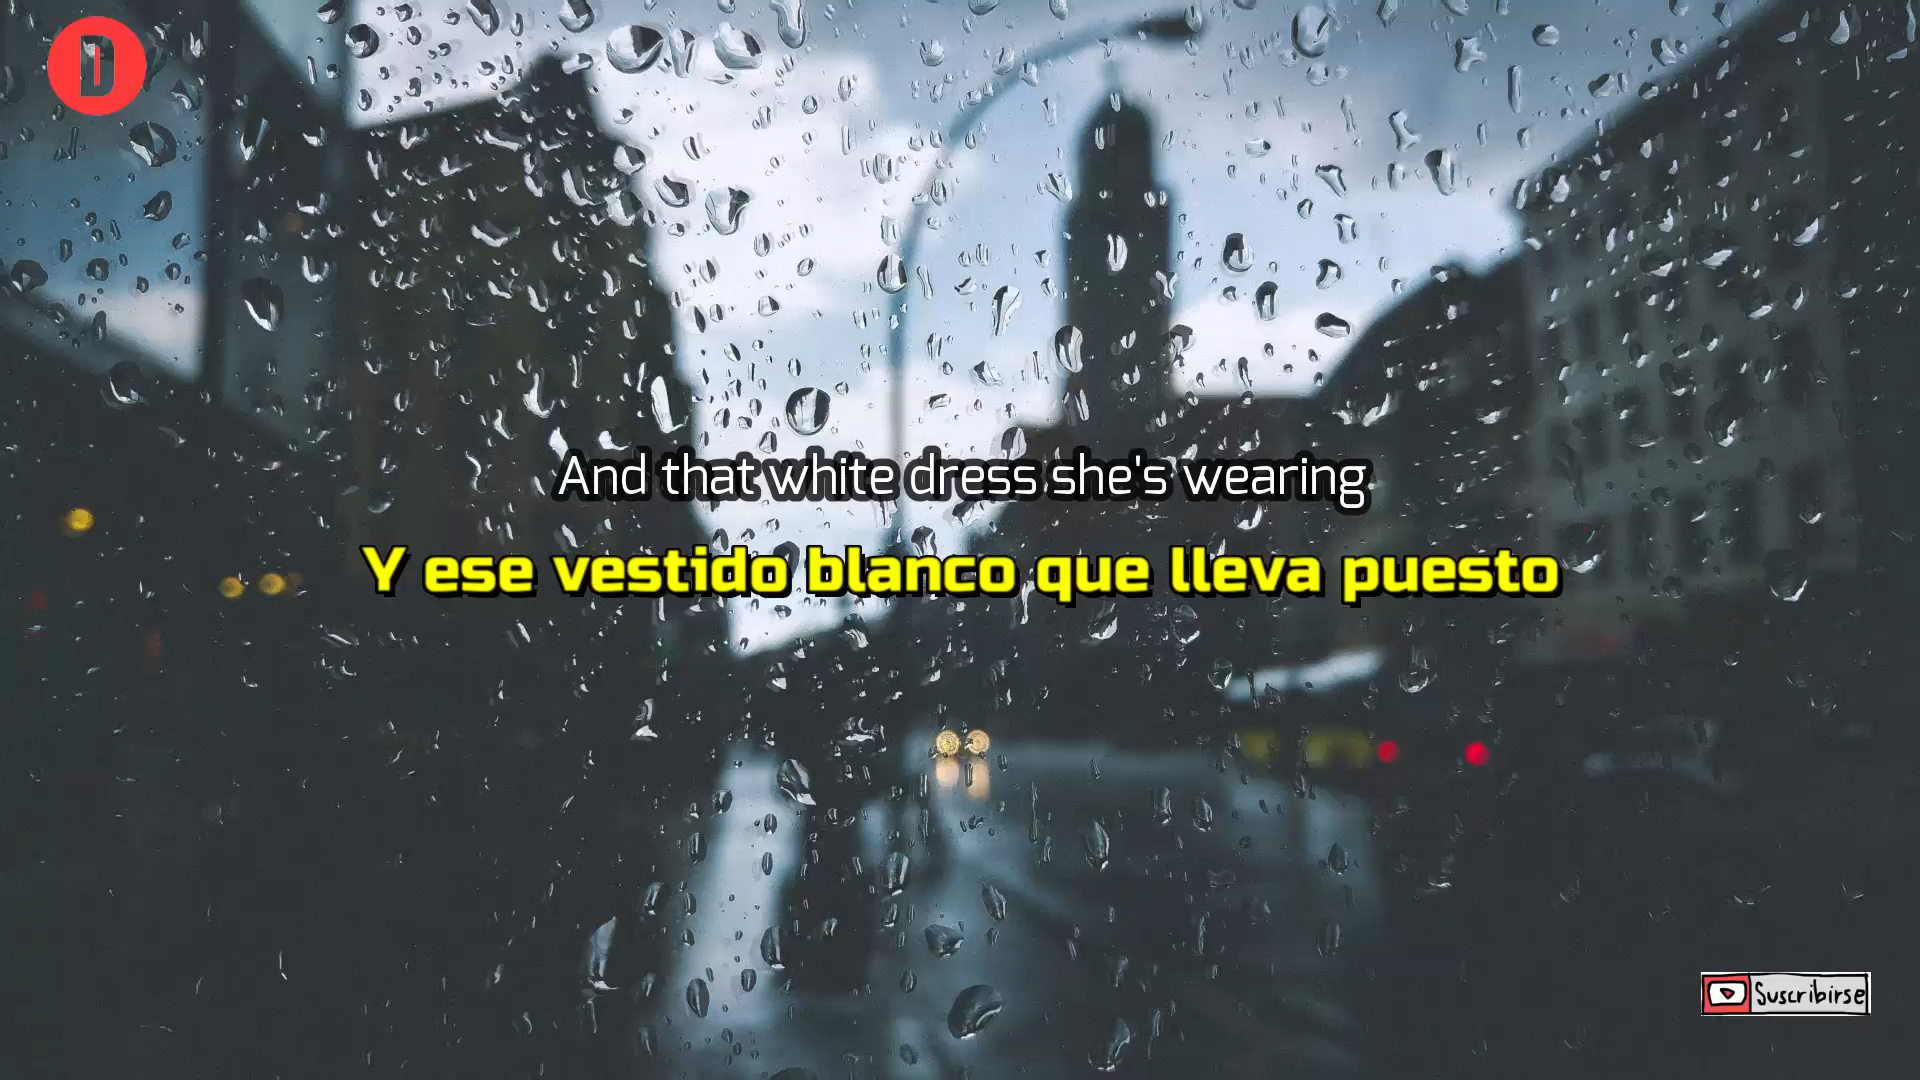 D
And that white dress she's wearing
Y ese vestido blanco que lleva puesto
Suscribirse